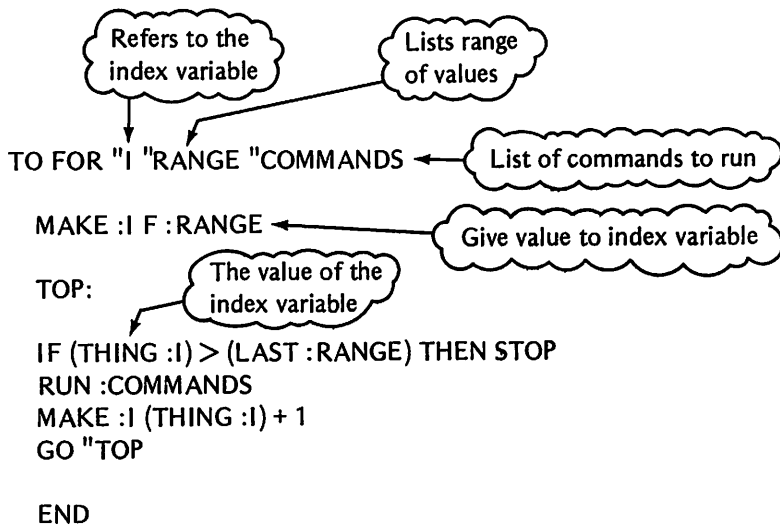 Refers to the
index variable
Lists range
of values
TO FOR "I "RANGE "COMMANDS
List of commands to run
MAKE :I F :RANGE
Give value to index variable
TOP:
The value of the
index variable
IF (THING :I) > (LAST :RANGE) THEN STOP
RUN :COMMANDS
MAKE :I (THING :I) + 1
GO "TOP
END